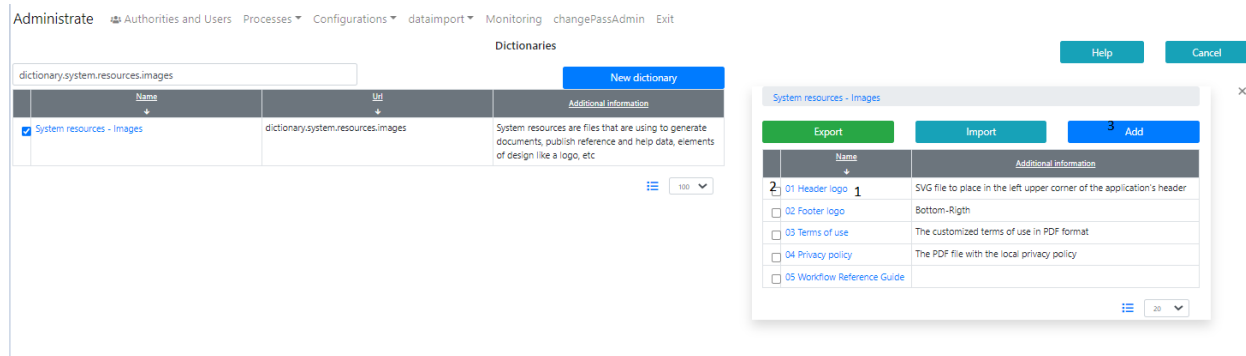 Administrate Authorities and Users Processes Configurations dataimport Monitoring changePassAdmin Exit
Dictionaries
Help Cancel
dictionary.system.resources.images
New dictionary
Name Url Additional information
System resources - Images dictionary.system.resources.images System resources are files that are using to generate
documents, publish reference and help data, elements
of design like a logo, etc
100
System resources - Images
Export Import 3 Add
Name Additional information
2 01 Header logo 1 SVG file to place in the left upper corner of the application's header
02 Footer logo Bottom-Rigth
03 Terms of use The customized terms of use in PDF format
04 Privacy policy The PDF file with the local privacy policy
05 Workflow Reference Guide
20